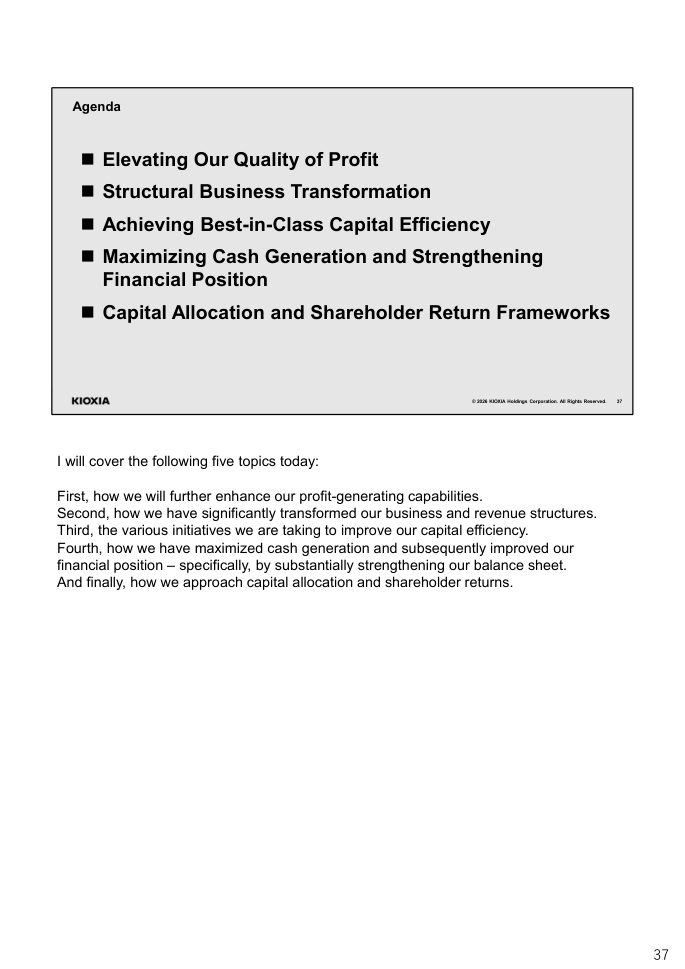 Agenda
■ Elevating Our Quality of Profit
■ Structural Business Transformation
■ Achieving Best-in-Class Capital Efficiency
■ Maximizing Cash Generation and Strengthening
Financial Position
■ Capital Allocation and Shareholder Return Frameworks
KIOXIA
© 2026 KIOXIA Holdings Corporation. All Rights Reserved. 37
I will cover the following five topics today:
First, how we will further enhance our profit-generating capabilities.
Second, how we have significantly transformed our business and revenue structures.
Third, the various initiatives we are taking to improve our capital efficiency.
Fourth, how we have maximized cash generation and subsequently improved our
financial position – specifically, by substantially strengthening our balance sheet.
And finally, how we approach capital allocation and shareholder returns.
37